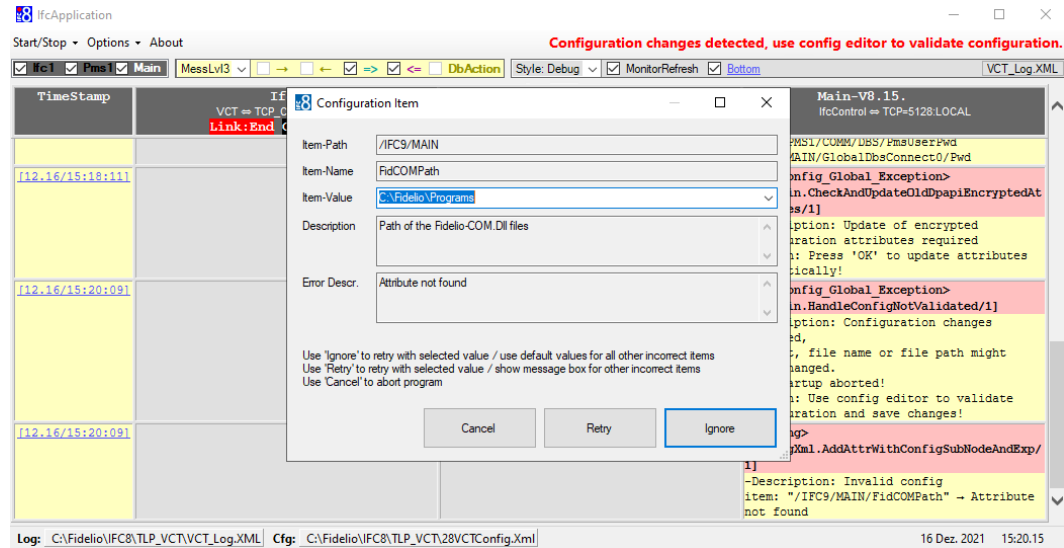 IfcApplication
Start/Stop Options About
Configuration changes detected, use config editor to validate configuration.
Ifc1 Pms1 Main MessLvl3 → ← => <= DbAction Style: Debug MonitorRefresh Bottom VCT_Log.XML
TimeStamp
VCT ⇔ TCP_C
Link:End
Main-V8.15.
IfcControl ⇔ TCP=5128:LOCAL
PMS1/COMM/DBS/PmsUserPwd
MAIN/GlobalDbsConnect0/Pwd
[12.16/15:18:11]
onfig_Global_Exception>
in.CheckAndUpdateOldDpapiEncryptedAt
es/1]
iption: Update of encrypted
uration attributes required
n: Press 'OK' to update attributes
tically!
[12.16/15:20:09]
onfig_Global_Exception>
in.HandleConfigNotValidated/1]
iption: Configuration changes
ed,
t, file name or file path might
hanged.
artup aborted!
n: Use config editor to validate
uration and save changes!
[12.16/15:20:09]
ng>
gXml.AddAttrWithConfigSubNodeAndExp/
1]
-Description: Invalid config
item: "/IFC9/MAIN/FidCOMPath" → Attribute
not found
Configuration Item
Item-Path /IFC9/MAIN
Item-Name FidCOMPath
Item-Value C:\Fidelio\Programs
Description Path of the Fidelio-COM.Dll files
Error Descr. Attribute not found
Use 'Ignore' to retry with selected value / use default values for all other incorrect items
Use 'Retry' to retry with selected value / show message box for other incorrect items
Use 'Cancel' to abort program
Cancel Retry Ignore
Log: C:\Fidelio\IFC8\TLP_VCT\VCT_Log.XML Cfg: C:\Fidelio\IFC8\TLP_VCT\28VCTConfig.Xml 16 Dez. 2021 15:20.15